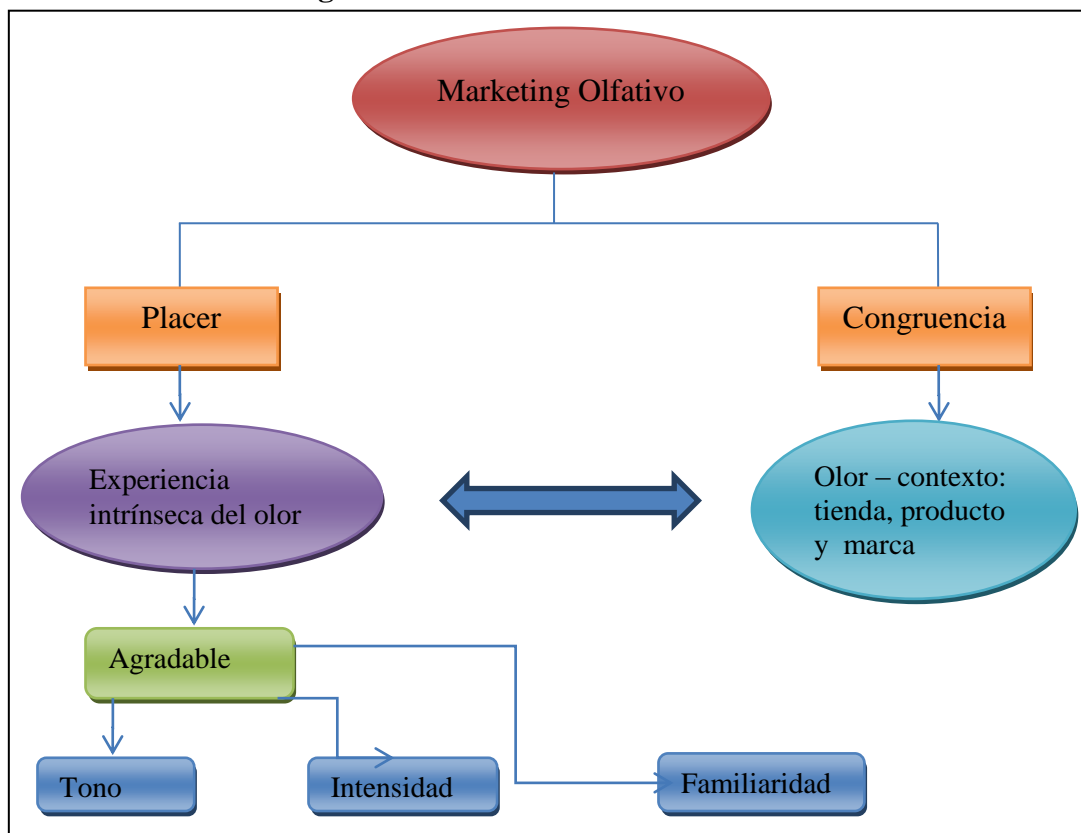 Marketing Olfativo
Placer
Congruencia
Experiencia
intrínseca del olor
Olor – contexto:
tienda, producto
y marca
Agradable
Tono
Intensidad
Familiaridad